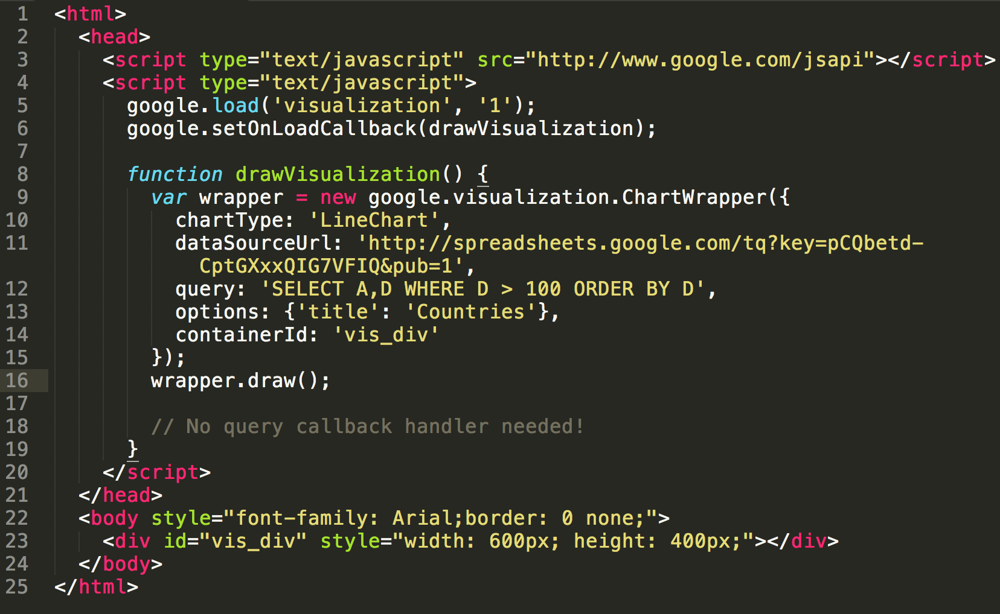 1 <html>
2   <head>
3     <script type="text/javascript" src="http://www.google.com/jsapi"></script>
4     <script type="text/javascript">
5       google.load('visualization', '1');
6       google.setOnLoadCallback(drawVisualization);
7
8       function drawVisualization() {
9         var wrapper = new google.visualization.ChartWrapper({
10           chartType: 'LineChart',
11           dataSourceUrl: 'http://spreadsheets.google.com/tq?key=pCQbetd-
CptGXxxQIG7VFIQ&pub=1',
12           query: 'SELECT A,D WHERE D > 100 ORDER BY D',
13           options: {'title': 'Countries'},
14           containerId: 'vis_div'
15         });
16         wrapper.draw();
17
18         // No query callback handler needed!
19       }
20     </script>
21   </head>
22   <body style="font-family: Arial;border: 0 none;">
23     <div id="vis_div" style="width: 600px; height: 400px;"></div>
24   </body>
25 </html>